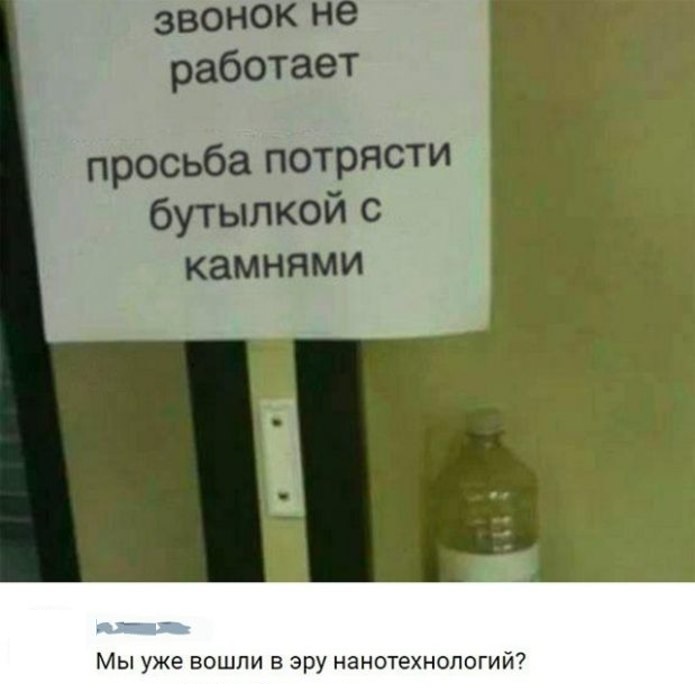 звонок не
работает
просьба потрясти
бутылкой с
камнями
Мы уже вошли в эру нанотехнологий?